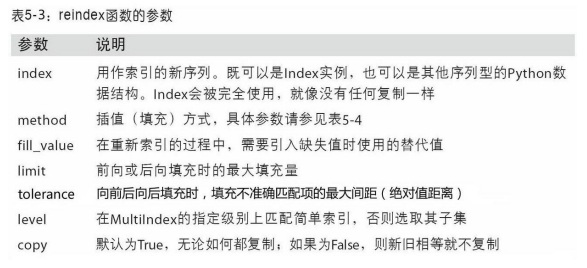 表5-3：reindex函数的参数
参数 说明
index 用作索引的新序列。既可以是Index实例，也可以是其他序列型的Python数
据结构。Index会被完全使用，就像没有任何复制一样
method 插值（填充）方式，具体参数请参见表5-4
fill_value 在重新索引的过程中，需要引入缺失值时使用的替代值
limit 前向或后向填充时的最大填充量
tolerance 向前后向后填充时，填充不准确匹配项的最大间距（绝对值距离）
level 在MultiIndex的指定级别上匹配简单索引，否则选取其子集
copy 默认为True，无论如何都复制；如果为False，则新旧相等就不复制